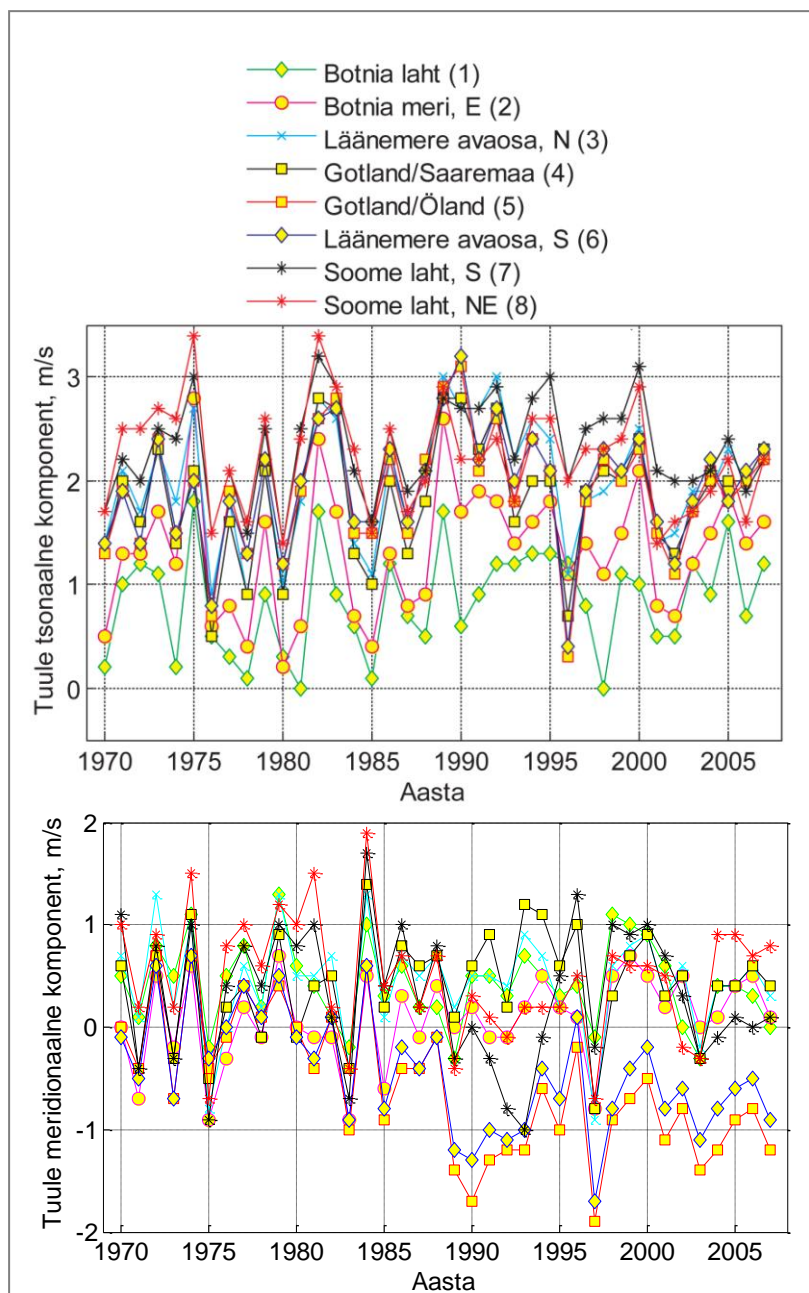 Botnia laht (1)
Botnia meri, E (2)
Läänemere avaosa, N (3)
Gotland/Saaremaa (4)
Gotland/Öland (5)
Läänemere avaosa, S (6)
Soome laht, S (7)
Soome laht, NE (8)
Tuule tsonaalne komponent, m/s
3
2
1
0
1970 1975 1980 1985 1990 1995 2000 2005
Aasta
Tuule meridionaalne komponent, m/s
2
1
0
-1
-2
1970 1975 1980 1985 1990 1995 2000 2005
Aasta